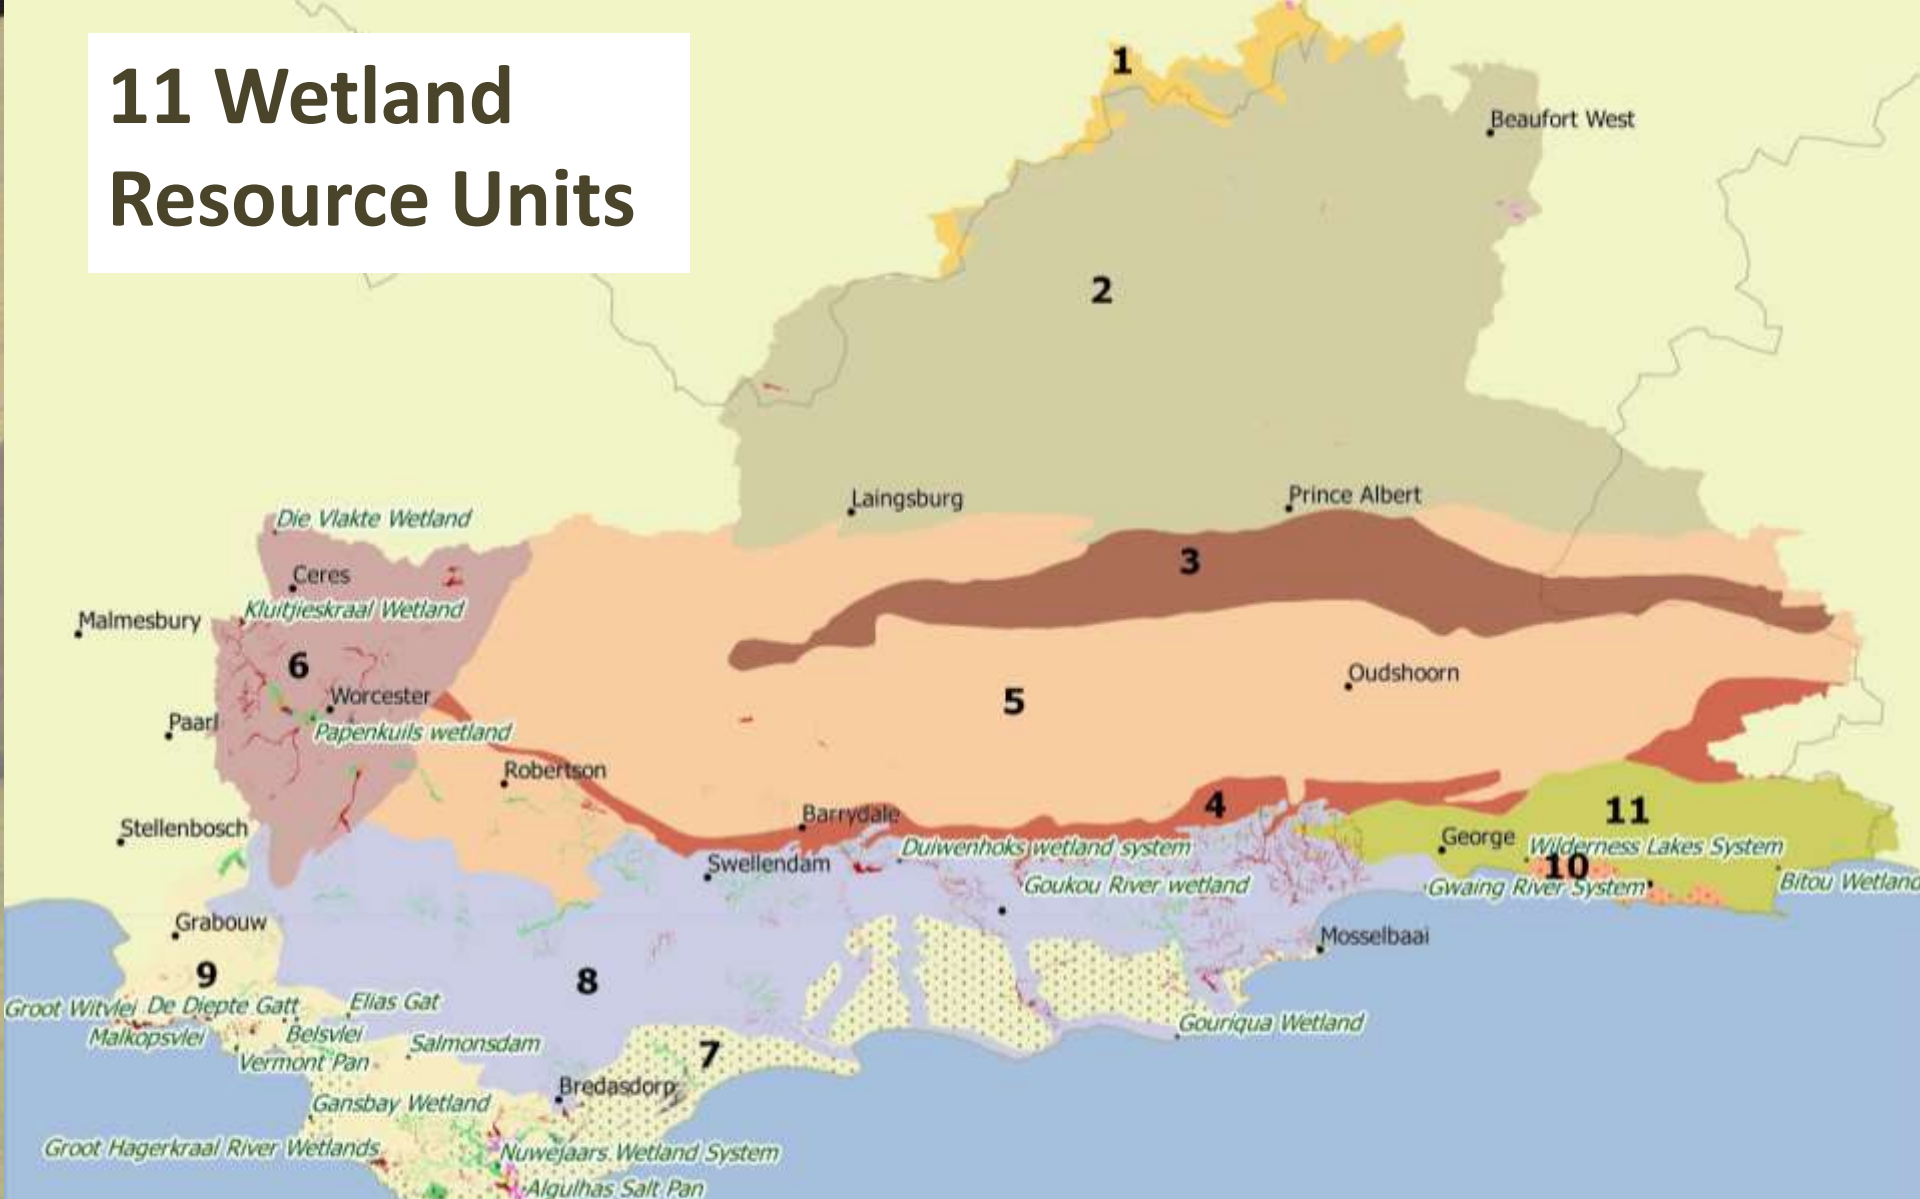 11 Wetland
Resource Units
1
Beaufort West
2
Laingsburg
Prince Albert
Die Vlakte Wetland
3
Ceres
Kluitjieskraal Wetland
Malmesbury
6
Oudshoorn
Worcester
5
Paarl
Papenkuils wetland
Robertson
4
11
Barrydale
Stellenbosch
George
Wilderness Lakes System
Duiwenhoks wetland system
Swellendam
10
Goukou River wetland
Gwaing River System
Bitou Wetland
Grabouw
Mosselbaai
9
8
Groot Witvlei
De Diepte Gatt
Elias Gat
Gouriqua Wetland
Malkopsvlei
Belsvlei
Salmonsdam
7
Vermont Pan
Bredasdorp
Gansbay Wetland
Groot Hagerkraal River Wetlands
Nuwejaars Wetland System
Algulhas Salt Pan